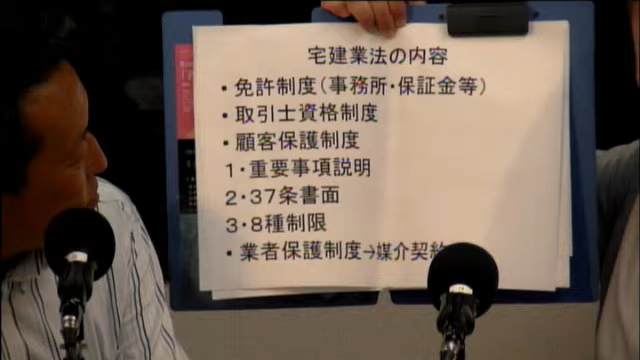 宅建業法の内容
・免許制度(事務所・保証金等)
・取引士資格制度
・顧客保護制度
1・重要事項説明
2・37条書面
3・8種制限
・業者保護制度→媒介契約